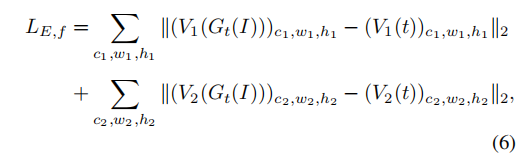 L_{E,f} = \sum_{c_1,w_1,h_1} \|(V_1(G_t(I)))_{c_1,w_1,h_1} - (V_1(t))_{c_1,w_1,h_1}\|_2
+ \sum_{c_2,w_2,h_2} \|(V_2(G_t(I)))_{c_2,w_2,h_2} - (V_2(t))_{c_2,w_2,h_2}\|_2,
(6)